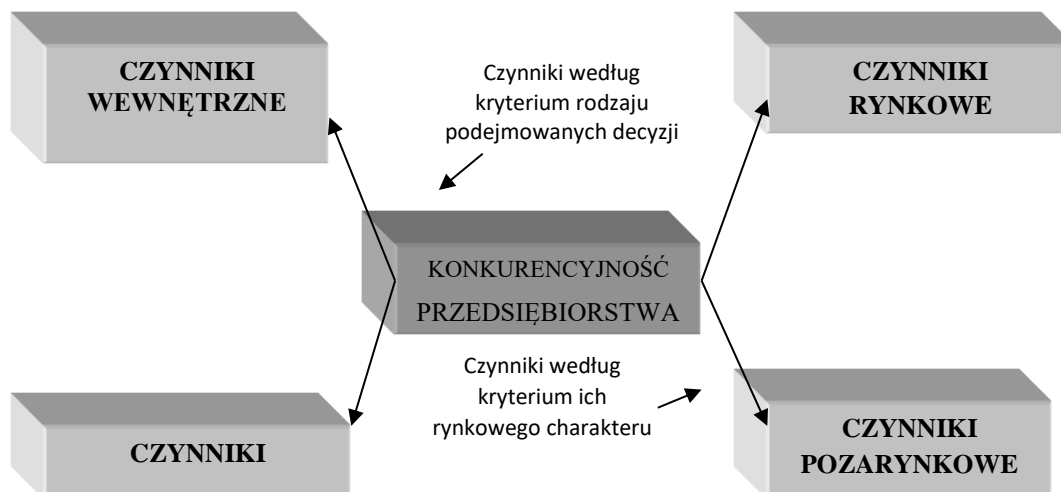 CZYNNIKI
WEWNĘTRZNE
Czynniki według
kryterium rodzaju
podejmowanych decyzji
CZYNNIKI
RYNKOWE
KONKURENCYJNOŚĆ
PRZEDSIĘBIORSTWA
Czynniki według
kryterium ich
rynkowego charakteru
CZYNNIKI
CZYNNIKI
POZARYNKOWE